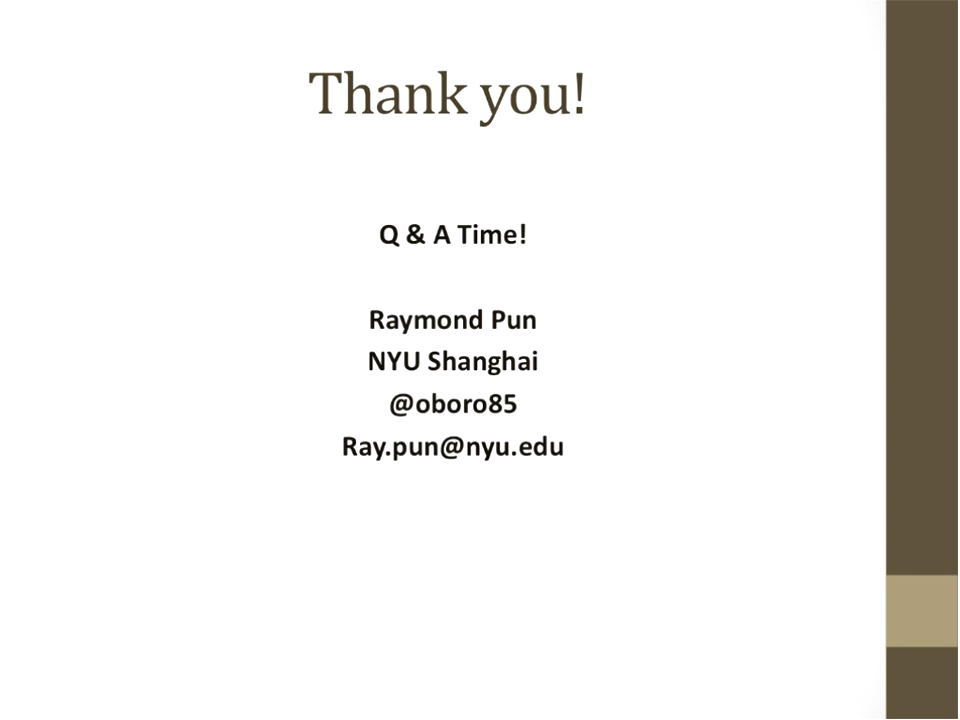 Thank you!
Q & A Time!
Raymond Pun
NYU Shanghai
@oboro85
Ray.pun@nyu.edu